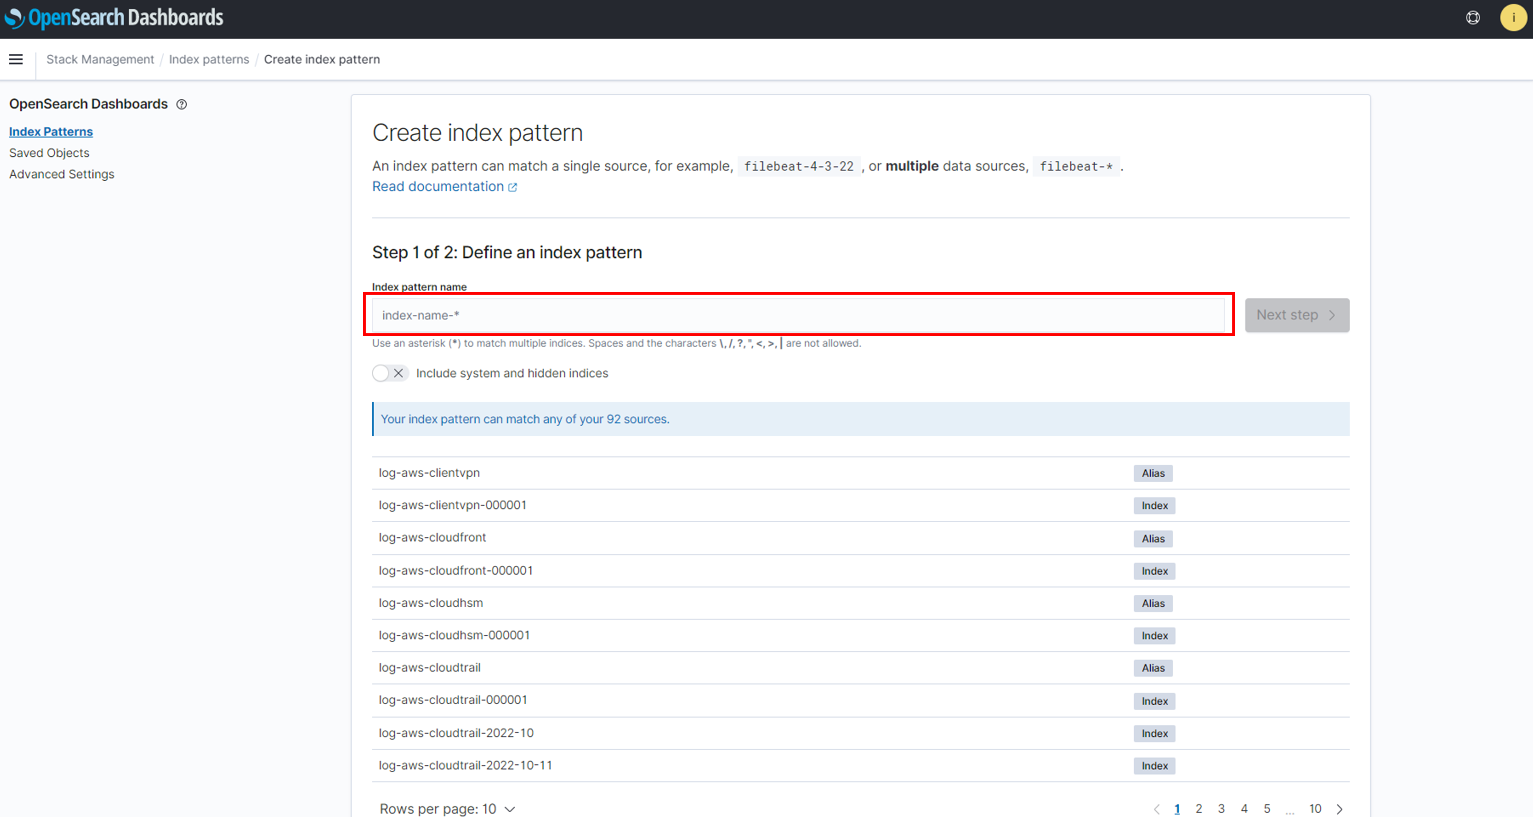 OpenSearch Dashboards
i
Stack Management / Index patterns / Create index pattern
OpenSearch Dashboards
Index Patterns
Saved Objects
Advanced Settings
Create index pattern
An index pattern can match a single source, for example, filebeat-4-3-22 , or multiple data sources, filebeat-* .
Read documentation
Step 1 of 2: Define an index pattern
Index pattern name
index-name-*
Next step
Use an asterisk (*) to match multiple indices. Spaces and the characters \, /, ?, ", <, >, | are not allowed.
Include system and hidden indices
Your index pattern can match any of your 92 sources.
log-aws-clientvpn Alias
log-aws-clientvpn-000001 Index
log-aws-cloudfront Alias
log-aws-cloudfront-000001 Index
log-aws-cloudhsm Alias
log-aws-cloudhsm-000001 Index
log-aws-cloudtrail Alias
log-aws-cloudtrail-000001 Index
log-aws-cloudtrail-2022-10 Index
log-aws-cloudtrail-2022-10-11 Index
Rows per page: 10
1 2 3 4 5 ... 10